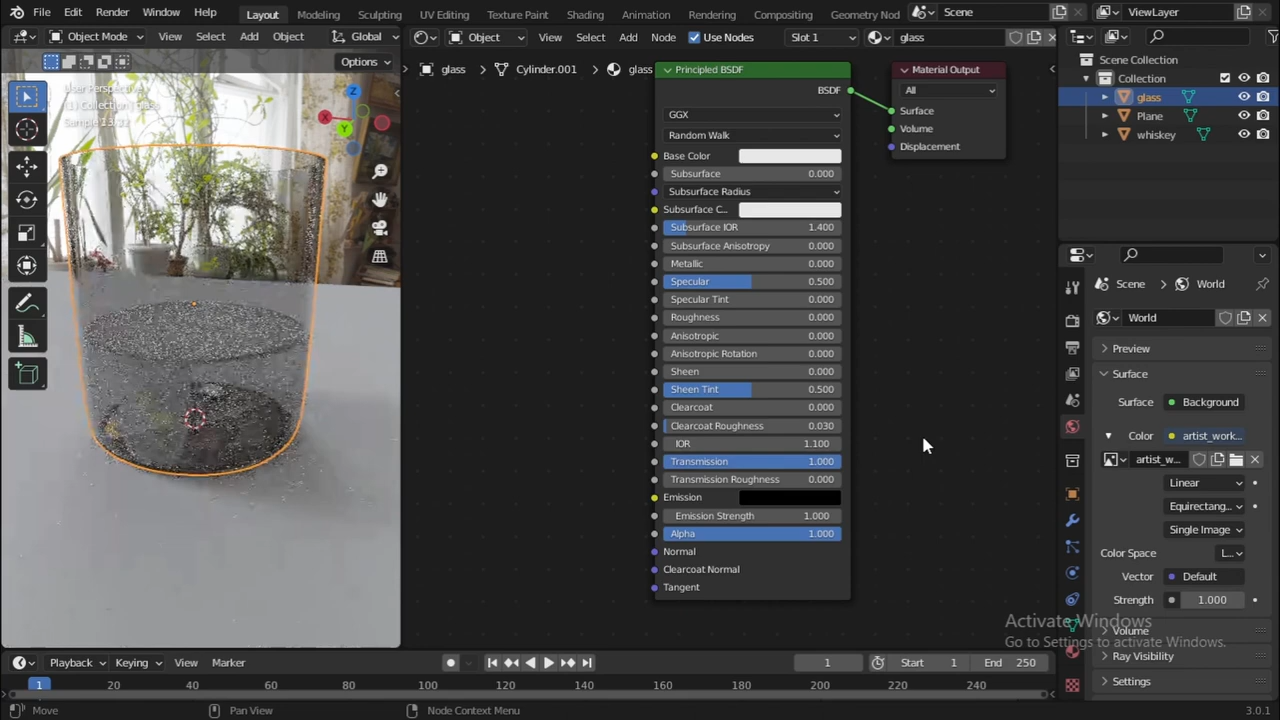 File Edit Render Window Help Layout Modeling Sculpting UV Editing Texture Paint Shading Animation Rendering Compositing Geometry Nod Scene ViewLayer
Object Mode View Select Add Object Global Object View Select Add Node Use Nodes Slot 1 glass
Options
glass Cylinder.001 glass
User Perspective
(1) Collection | glass
Principled BSDF
BSDF
GGX
Random Walk
Base Color
Subsurface 0.000
Subsurface Radius
Subsurface C...
Subsurface IOR 1.400
Subsurface Anisotropy 0.000
Metallic 0.000
Specular 0.500
Specular Tint 0.000
Roughness 0.000
Anisotropic 0.000
Anisotropic Rotation 0.000
Sheen 0.000
Sheen Tint 0.500
Clearcoat 0.000
Clearcoat Roughness 0.030
IOR 1.100
Transmission 1.000
Transmission Roughness 0.000
Emission
Emission Strength 1.000
Alpha 1.000
Normal
Clearcoat Normal
Tangent
Material Output
All
Surface
Volume
Displacement
Scene Collection
Collection
glass
Plane
whiskey
Scene World
World
Preview
Surface
Surface Background
Color artist_work...
artist_w...
Linear
Equirectang...
Single Image
Color Space L...
Vector Default
Strength 1.000
Activate Windows
Volume
Go to Settings to activate Windows.
Ray Visibility
Settings
Playback Keying View Marker 1 Start 1 End 250
1 20 40 60 80 100 120 140 160 180 200 220 240
Move Pan View Node Context Menu 3.0.1
X
Y
Z